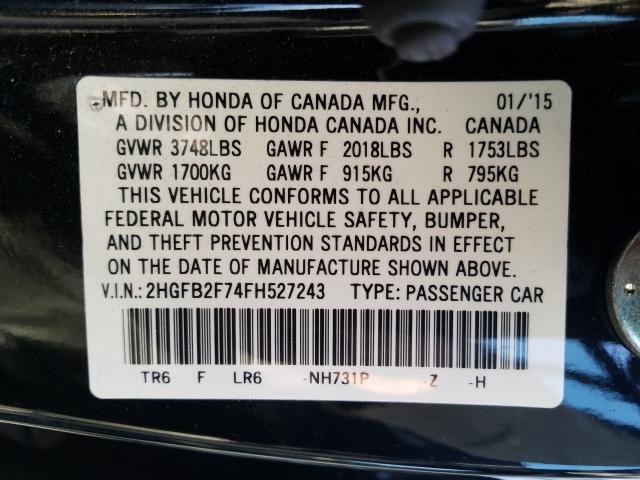 MFD. BY HONDA OF CANADA MFG., 01/'15
A DIVISION OF HONDA CANADA INC. CANADA
GVWR 3748LBS GAWR F 2018LBS R 1753LBS
GVWR 1700KG GAWR F 915KG R 795KG
THIS VEHICLE CONFORMS TO ALL APPLICABLE
FEDERAL MOTOR VEHICLE SAFETY, BUMPER,
AND THEFT PREVENTION STANDARDS IN EFFECT
ON THE DATE OF MANUFACTURE SHOWN ABOVE.
V.I.N.: 2HGFB2F74FH527243 TYPE: PASSENGER CAR
TR6 F LR6 -NH731P -Z -H